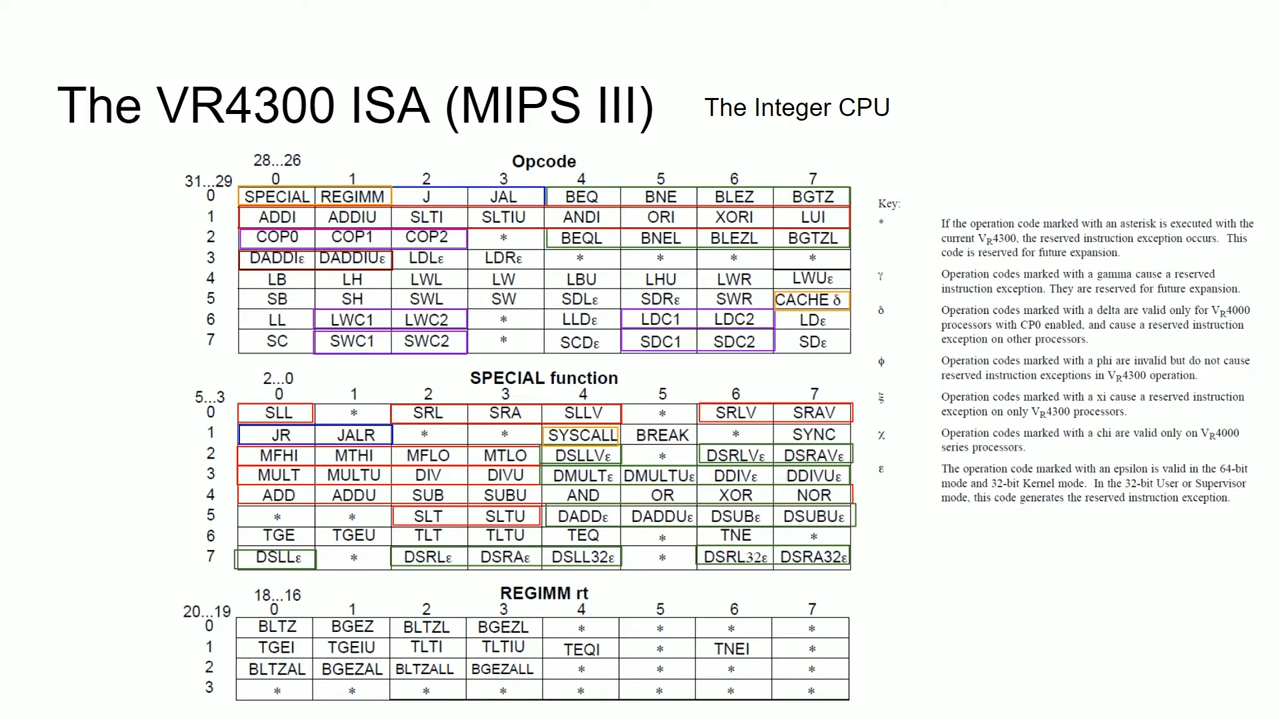 The VR4300 ISA (MIPS III)
The Integer CPU
28...26
Opcode
31...29 0 1 2 3 4 5 6 7
0 SPECIAL REGIMM J JAL BEQ BNE BLEZ BGTZ
1 ADDI ADDIU SLTI SLTIU ANDI ORI XORI LUI
2 COP0 COP1 COP2 * BEQL BNEL BLEZL BGTZL
3 DADDIε DADDIUε LDLε LDRε * * * *
4 LB LH LWL LW LBU LHU LWR LWUε
5 SB SH SWL SW SDLε SDRε SWR CACHE δ
6 LL LWC1 LWC2 * LLDε LDC1 LDC2 LDε
7 SC SWC1 SWC2 * SCDε SDC1 SDC2 SDε
2...0
SPECIAL function
5...3 0 1 2 3 4 5 6 7
0 SLL * SRL SRA SLLV * SRLV SRAV
1 JR JALR * * SYSCALL BREAK * SYNC
2 MFHI MTHI MFLO MTLO DSLLVε * DSRLVε DSRAVε
3 MULT MULTU DIV DIVU DMULTε DMULTUε DDIVε DDIVUε
4 ADD ADDU SUB SUBU AND OR XOR NOR
5 * * SLT SLTU DADDε DADDUε DSUBε DSUBUε
6 TGE TGEU TLT TLTU TEQ * TNE *
7 DSLLε * DSRLε DSRAε DSLL32ε * DSRL32ε DSRA32ε
18...16
REGIMM rt
20...19 0 1 2 3 4 5 6 7
0 BLTZ BGEZ BLTZL BGEZL * * * *
1 TGEI TGEIU TLTI TLTIU TEQI * TNEI *
2 BLTZAL BGEZAL BLTZALL BGEZALL * * * *
3 * * * * * * * *
Key:
* If the operation code marked with an asterisk is executed with the
current VR4300, the reserved instruction exception occurs. This
code is reserved for future expansion.
γ Operation codes marked with a gamma cause a reserved
instruction exception. They are reserved for future expansion.
δ Operation codes marked with a delta are valid only for VR4000
processors with CP0 enabled, and cause a reserved instruction
exception on other processors.
ϕ Operation codes marked with a phi are invalid but do not cause
reserved instruction exceptions in VR4300 operation.
ξ Operation codes marked with a xi cause a reserved instruction
exception on only VR4300 processors.
χ Operation codes marked with a chi are valid only on VR4000
series processors.
ε The operation code marked with an epsilon is valid in the 64-bit
mode and 32-bit Kernel mode. In the 32-bit User or Supervisor
mode, this code generates the reserved instruction exception.